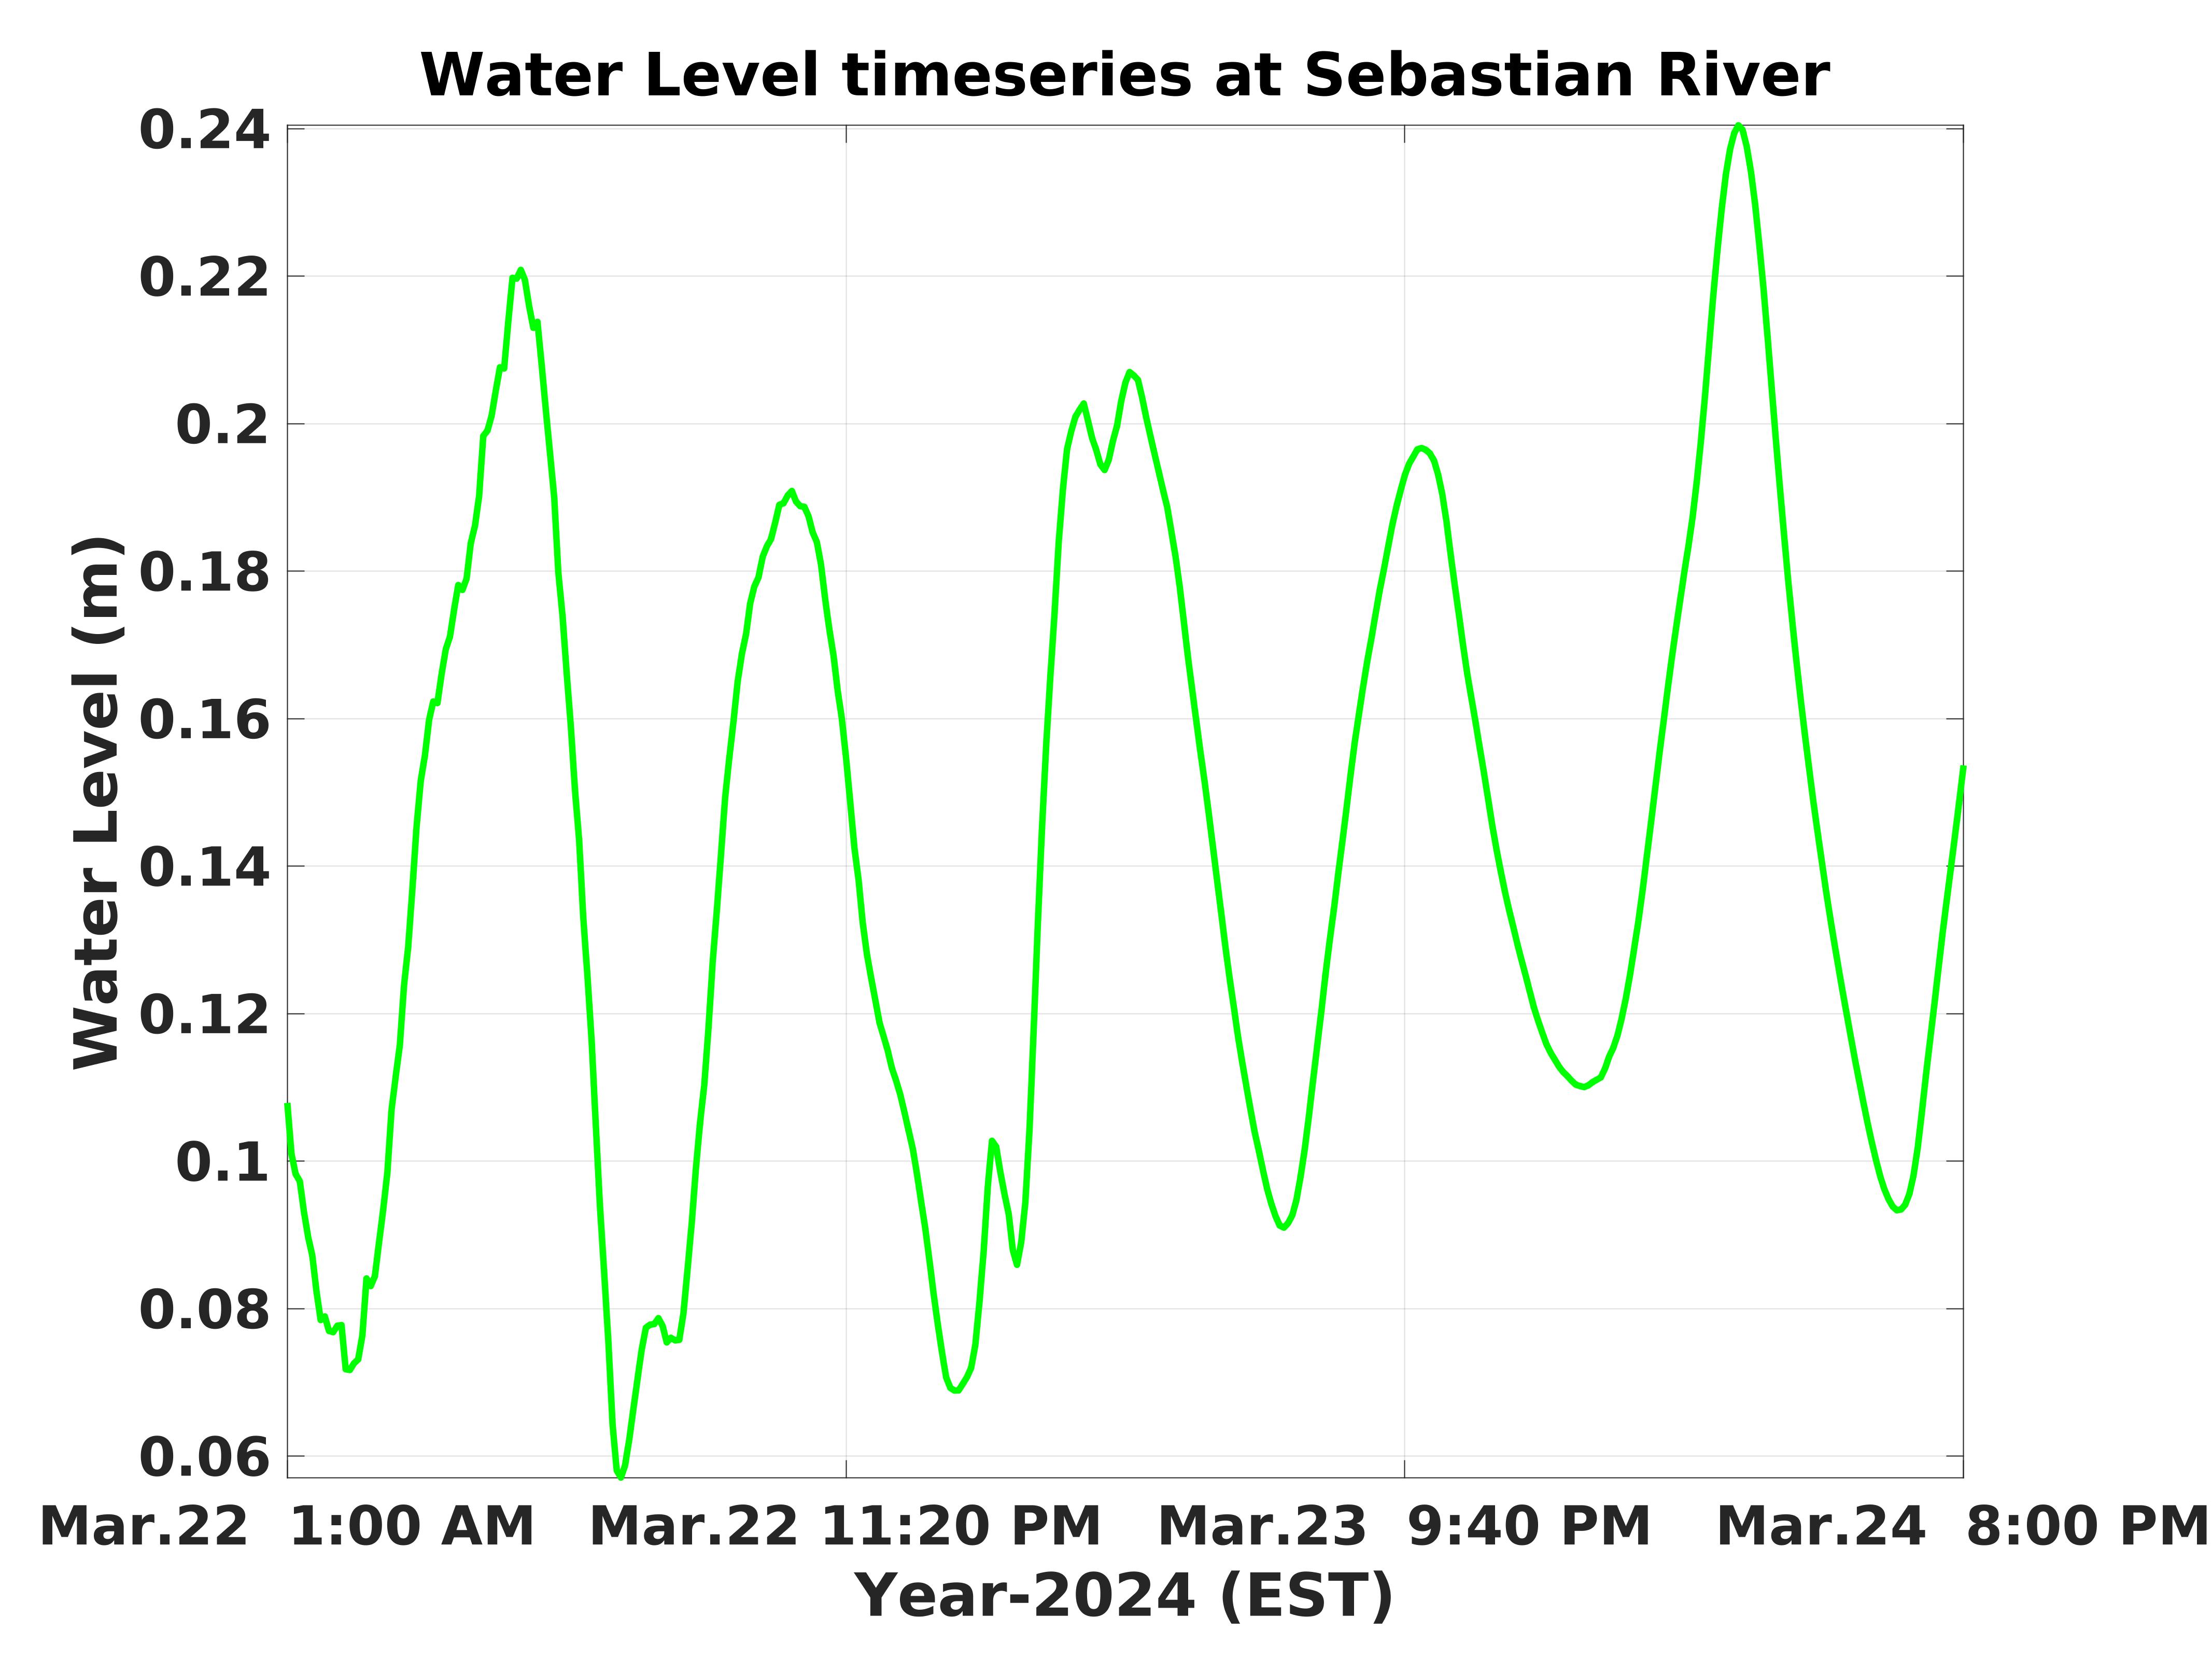 Water Level timeseries at Sebastian River
0.24
0.22
0.2
0.18
0.16
0.14
0.12
0.1
0.08
0.06
Water Level (m)
Mar.22 1:00 AM
Mar.22 11:20 PM
Mar.23 9:40 PM
Mar.24 8:00 PM
Year-2024 (EST)